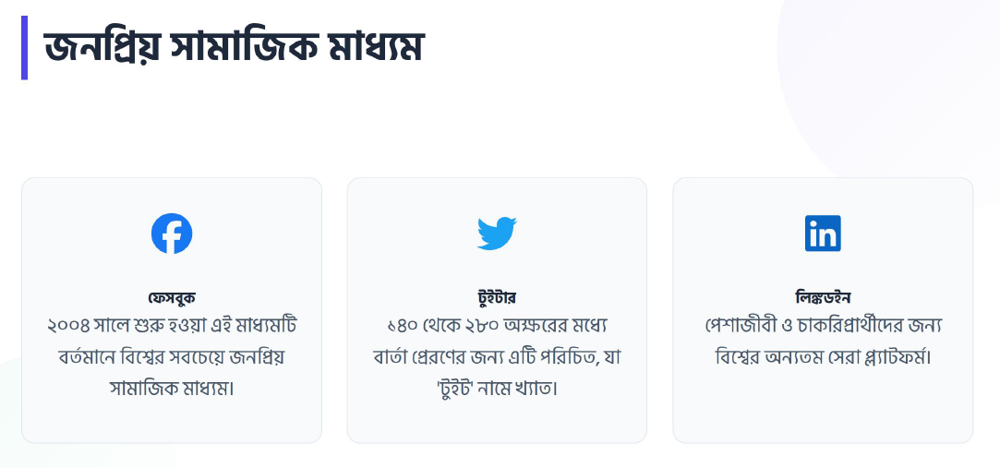 জনপ্রিয় সামাজিক মাধ্যম
ফেসবুক
২০০৪ সালে শুরু হওয়া এই মাধ্যমটি
বর্তমানে বিশ্বের সবচেয়ে জনপ্রিয়
সামাজিক মাধ্যম।
টুইটার
১৪০ থেকে ২৮০ অক্ষরের মধ্যে
বার্তা প্রেরণের জন্য এটি পরিচিত, যা
'টুইট' নামে খ্যাত।
লিঙ্কডইন
পেশাজীবী ও চাকরিপ্রার্থীদের জন্য
বিশ্বের অন্যতম সেরা প্ল্যাটফর্ম।